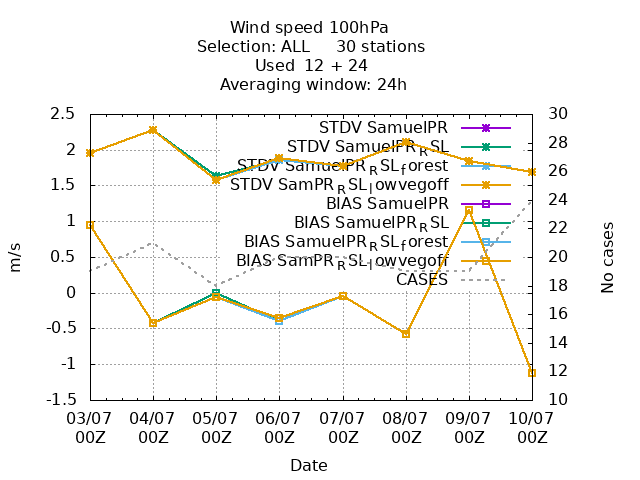 Wind speed 100hPa
Selection: ALL 30 stations
Used 12 + 24
Averaging window: 24h
2.5
2
1.5
1
0.5
0
-0.5
-1
-1.5
m/s
30
28
26
24
22
20
18
16
14
12
10
No cases
STDV SamuelPR
STDV SamuelPR_RSL
STDV SamuelPR_RSL_forest
STDV SamPR_RSL_lowvegoff
BIAS SamuelPR
BIAS SamuelPR_RSL
BIAS SamuelPR_RSL_forest
BIAS SamPR_RSL_lowvegoff
CASES
03/07 04/07 05/07 06/07 07/07 08/07 09/07 10/07
00Z 00Z 00Z 00Z 00Z 00Z 00Z 00Z
Date